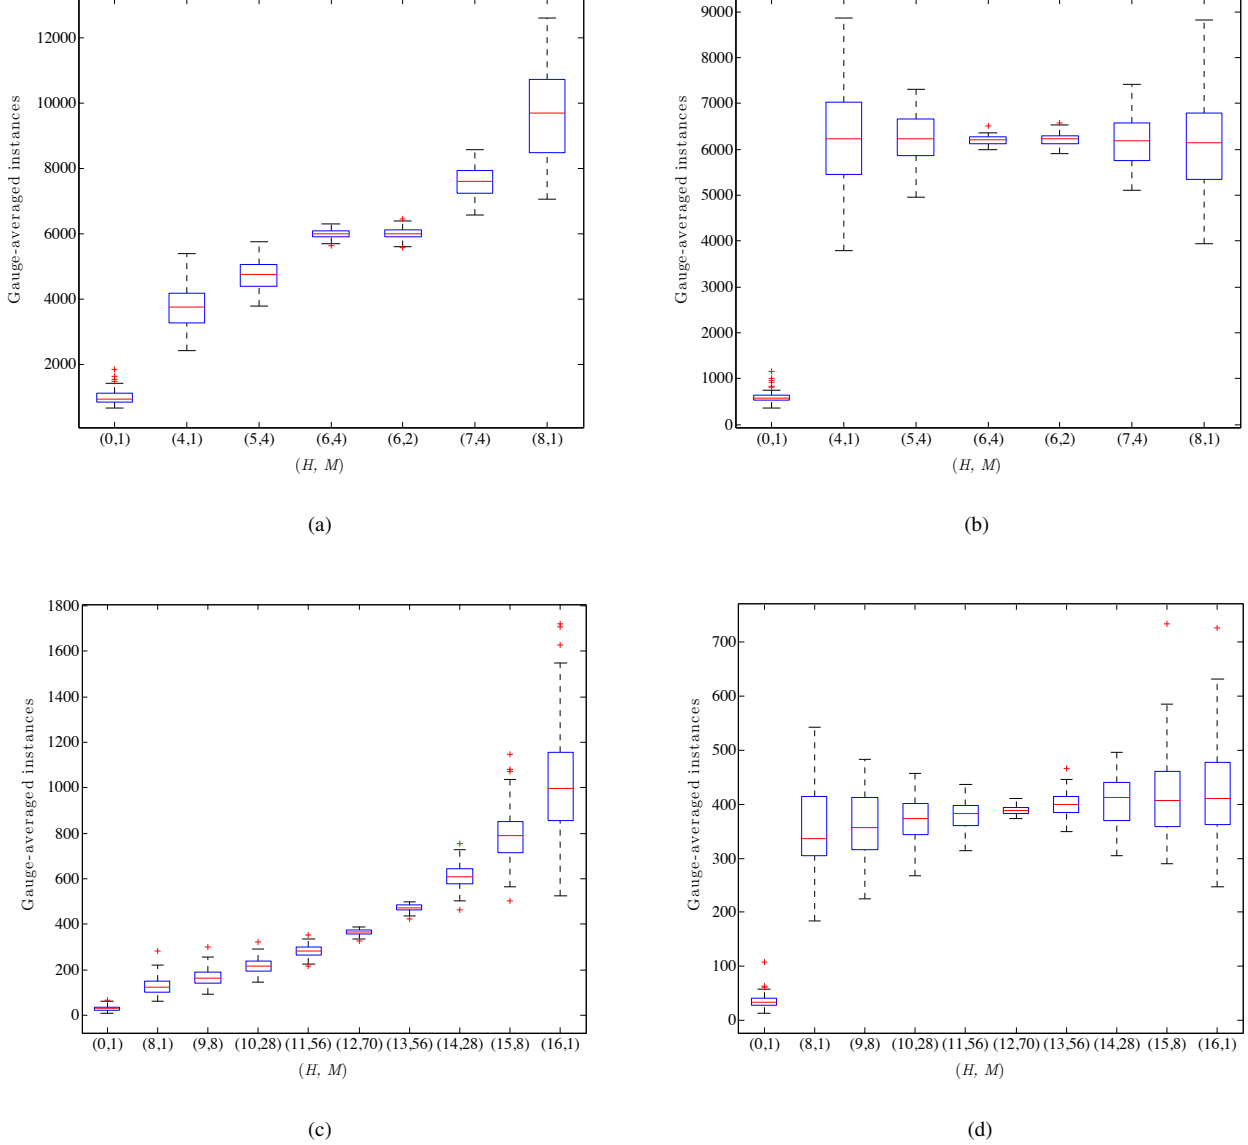 12000
10000
8000
6000
4000
2000
Gauge-averaged instances
(0,1) (4,1) (5,4) (6,4) (6,2) (7,4) (8,1)
(H, M)
(a)
9000
8000
7000
6000
5000
4000
3000
2000
1000
0
Gauge-averaged instances
(0,1) (4,1) (5,4) (6,4) (6,2) (7,4) (8,1)
(H, M)
(b)
1800
1600
1400
1200
1000
800
600
400
200
0
Gauge-averaged instances
(0,1) (8,1) (9,8) (10,28) (11,56) (12,70) (13,56) (14,28) (15,8) (16,1)
(H, M)
(c)
700
600
500
400
300
200
100
0
Gauge-averaged instances
(0,1) (8,1) (9,8) (10,28) (11,56) (12,70) (13,56) (14,28) (15,8) (16,1)
(H, M)
(d)